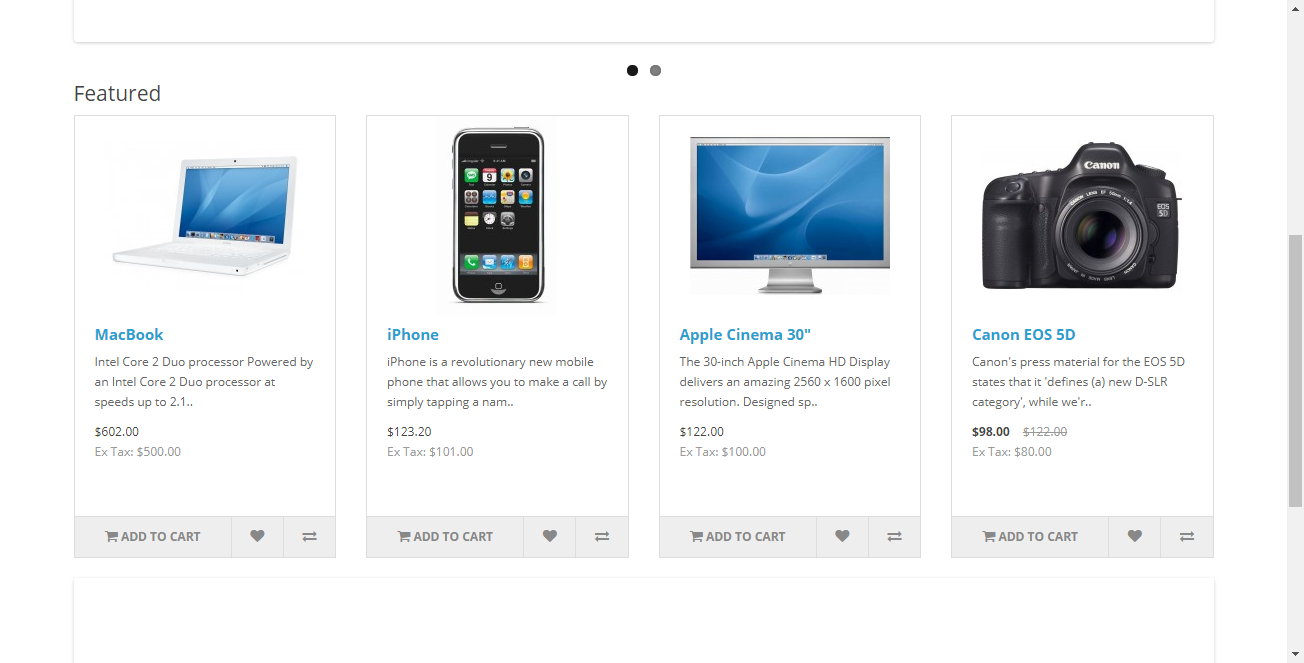 Featured
Canon
EOS
5D
MacBook
Intel Core 2 Duo processor Powered by
an Intel Core 2 Duo processor at
speeds up to 2.1..
$602.00
Ex Tax: $500.00
ADD TO CART
iPhone
iPhone is a revolutionary new mobile
phone that allows you to make a call by
simply tapping a nam..
$123.20
Ex Tax: $101.00
ADD TO CART
Apple Cinema 30"
The 30-inch Apple Cinema HD Display
delivers an amazing 2560 x 1600 pixel
resolution. Designed sp..
$122.00
Ex Tax: $100.00
ADD TO CART
Canon EOS 5D
Canon's press material for the EOS 5D
states that it 'defines (a) new D-SLR
category', while we'r..
$98.00 $122.00
Ex Tax: $80.00
ADD TO CART